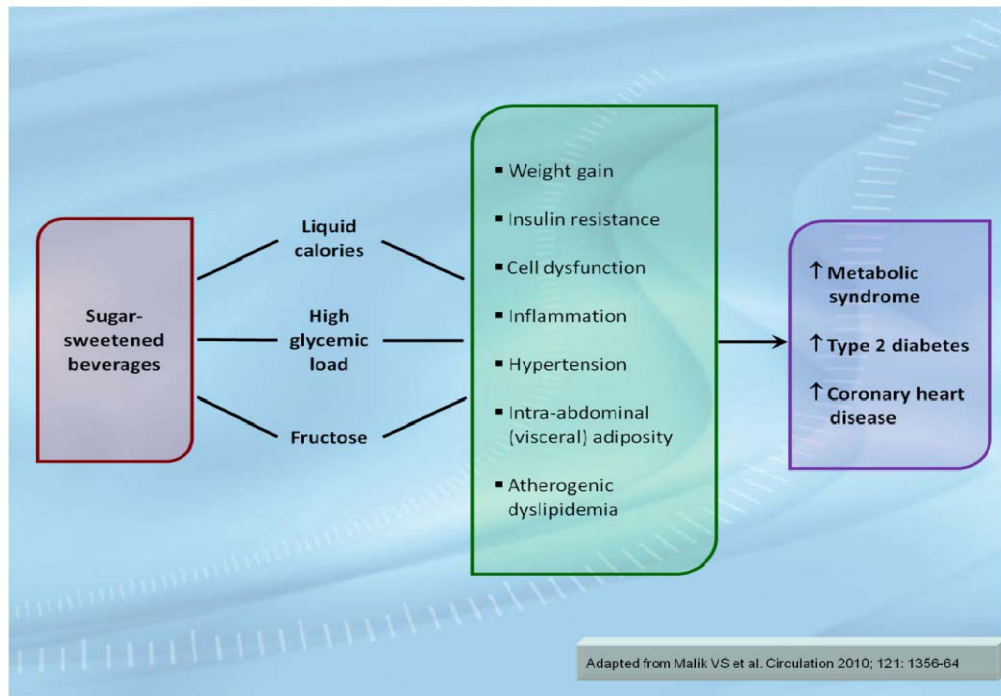 Sugar-
sweetened
beverages
Liquid
calories
High
glycemic
load
Fructose
▪ Weight gain
▪ Insulin resistance
▪ Cell dysfunction
▪ Inflammation
▪ Hypertension
▪ Intra-abdominal
(visceral) adiposity
▪ Atherogenic
dyslipidemia
↑ Metabolic
syndrome
↑ Type 2 diabetes
↑ Coronary heart
disease
Adapted from Malik VS et al. Circulation 2010; 121: 1356-64